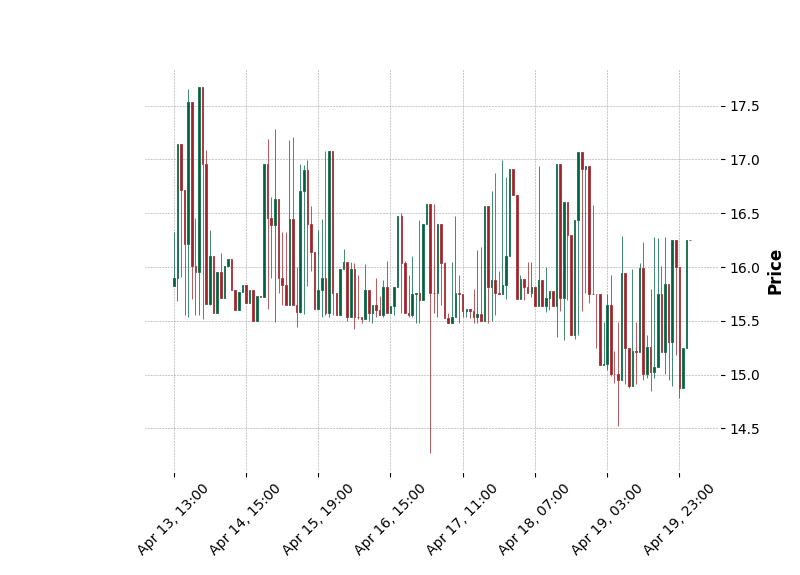 17.5
17.0
16.5
16.0
15.5
15.0
14.5
Price
Apr 13, 13:00
Apr 14, 15:00
Apr 15, 19:00
Apr 16, 15:00
Apr 17, 11:00
Apr 18, 07:00
Apr 19, 03:00
Apr 19, 23:00